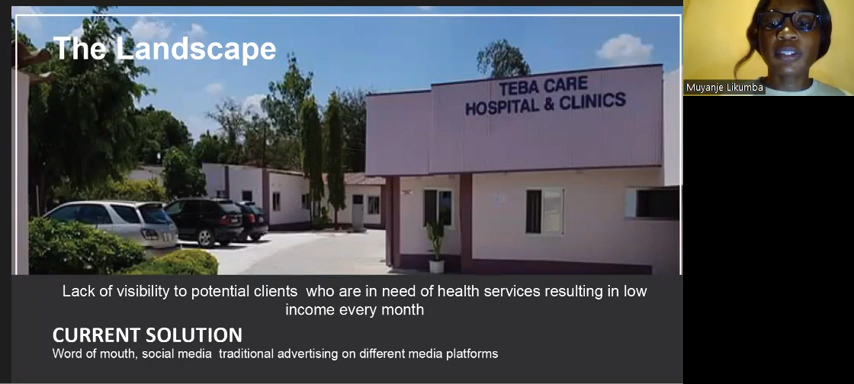 The Landscape
TEBA CARE
HOSPITAL & CLINICS
Muyanje Likumba
Lack of visibility to potential clients who are in need of health services resulting in low
income every month
CURRENT SOLUTION
Word of mouth, social media traditional advertising on different media platforms